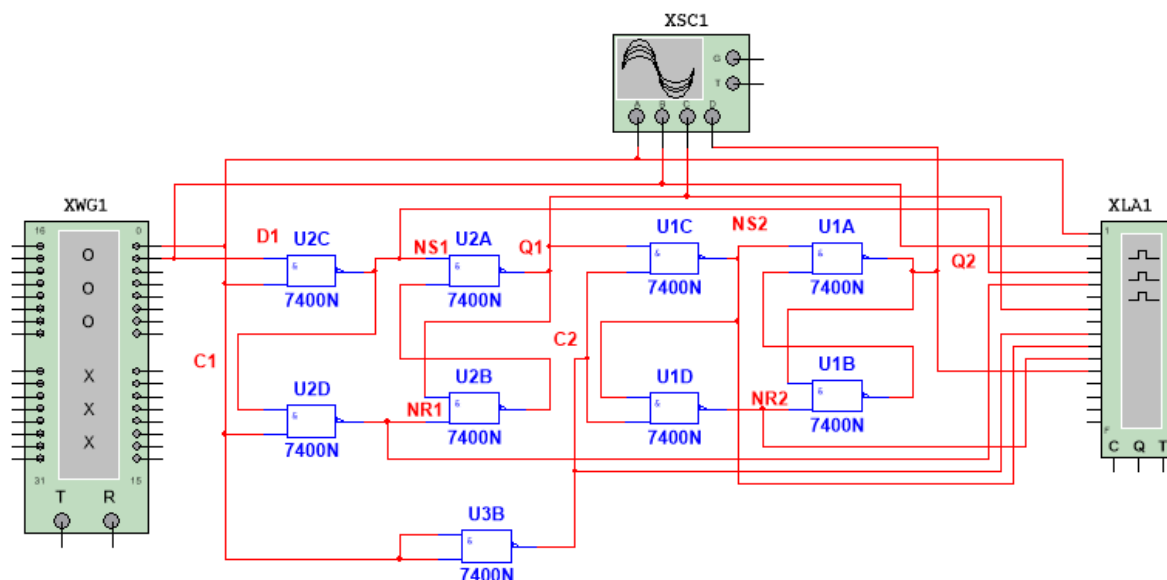 XSC1
G
T
A B C D
XWG1
16 0
O
O
O
X
X
X
31 15
T R
XLA1
1
F
C Q T
D1
U2C
&
7400N
NS1
U2A
&
7400N
Q1
U1C
&
7400N
NS2
U1A
&
7400N
Q2
C1
U2D
&
7400N
NR1
U2B
&
7400N
C2
U1D
&
7400N
NR2
U1B
&
7400N
U3B
&
7400N